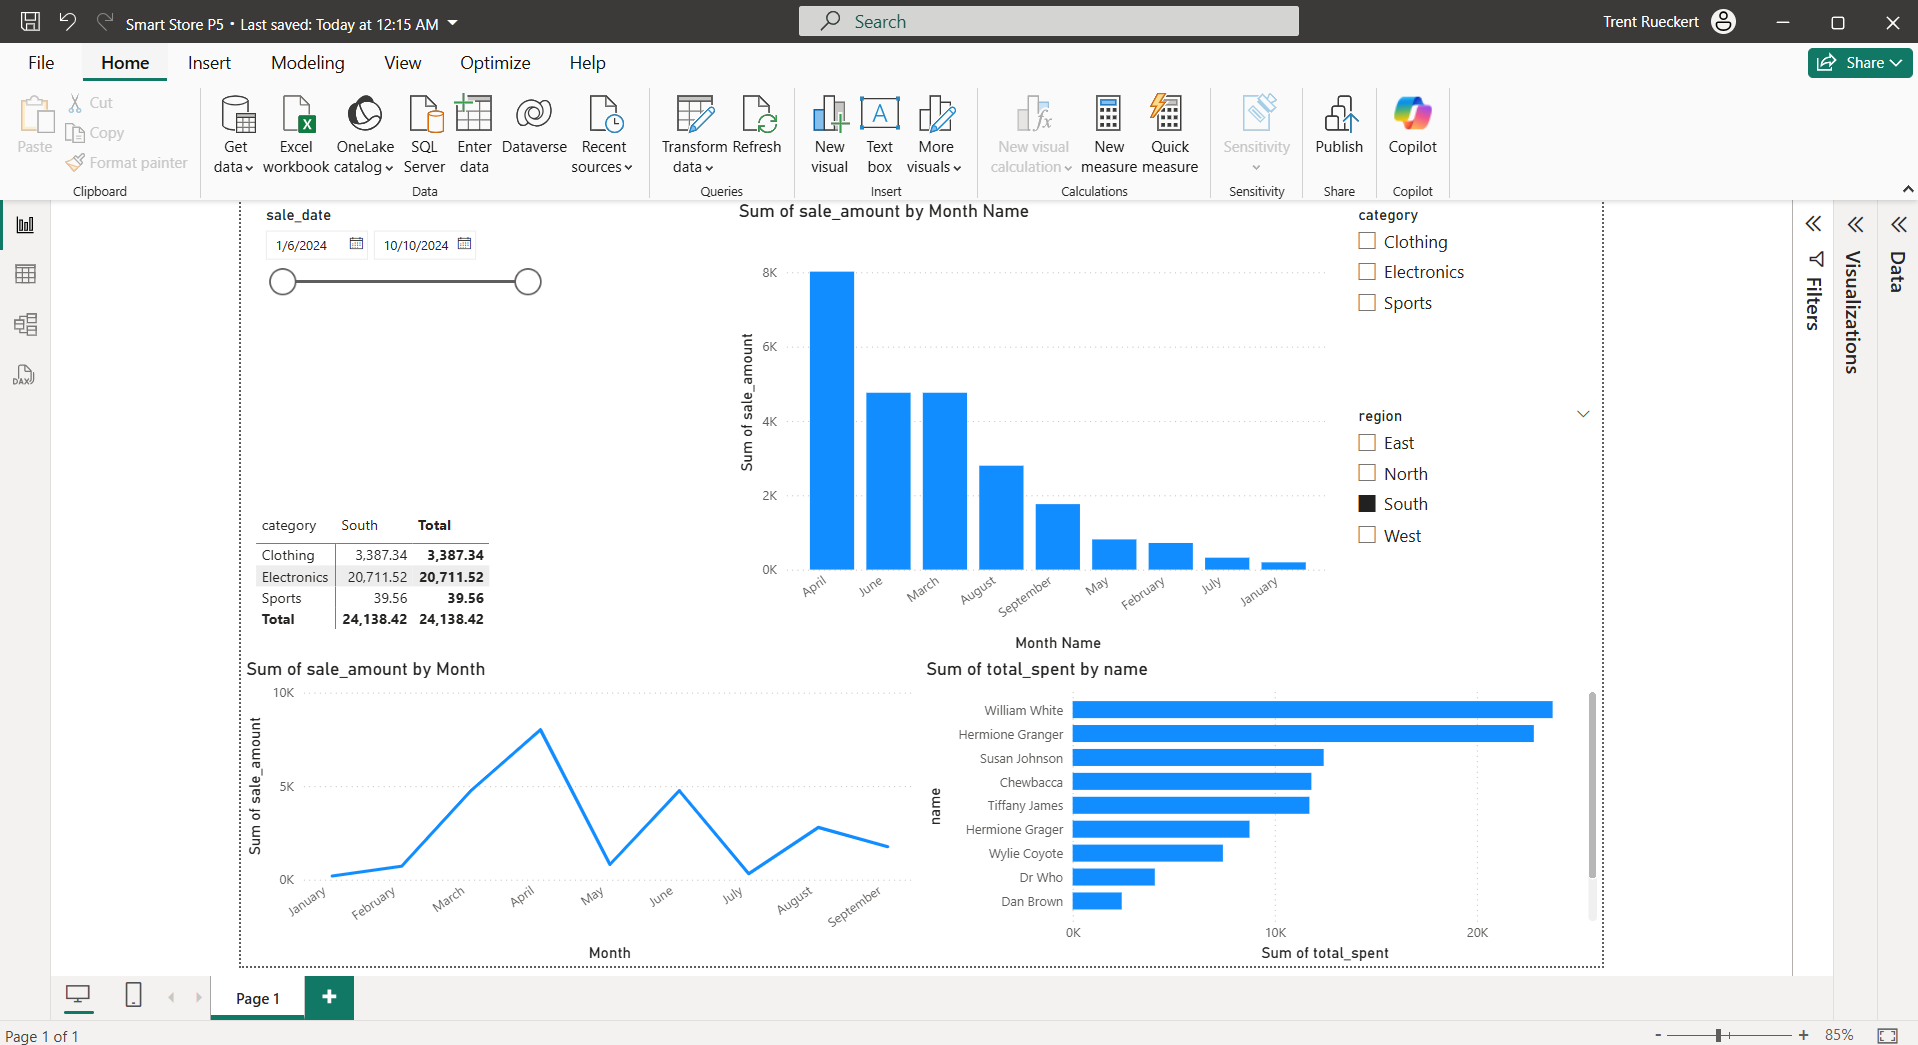 Smart Store P5 • Last saved: Today at 12:15 AM
Search
Trent Rueckert
File Home Insert Modeling View Optimize Help
Share
Paste
Cut
Copy
Format painter
Clipboard
Get data
Excel workbook
OneLake catalog
SQL Server
Enter data
Dataverse
Recent sources
Data
Transform data
Refresh
Queries
New visual
Text box
More visuals
Insert
New visual calculation
New measure
Quick measure
Calculations
Sensitivity
Sensitivity
Publish
Share
Copilot
Copilot
sale_date
1/6/2024
10/10/2024
Sum of sale_amount by Month Name
Sum of sale_amount
8K
6K
4K
2K
0K
April June March August September May February July January
Month Name
category
Clothing
Electronics
Sports
region
East
North
South
West
Filters
Visualizations
Data
DAX
category South Total
Clothing 3,387.34 3,387.34
Electronics 20,711.52 20,711.52
Sports 39.56 39.56
Total 24,138.42 24,138.42
Sum of sale_amount by Month
Sum of sale_amount
10K
5K
0K
January February March April May June July August September
Month
Sum of total_spent by name
name
William White
Hermione Granger
Susan Johnson
Chewbacca
Tiffany James
Hermione Grager
Wylie Coyote
Dr Who
Dan Brown
0K 10K 20K
Sum of total_spent
Page 1
Page 1 of 1
- + 85%